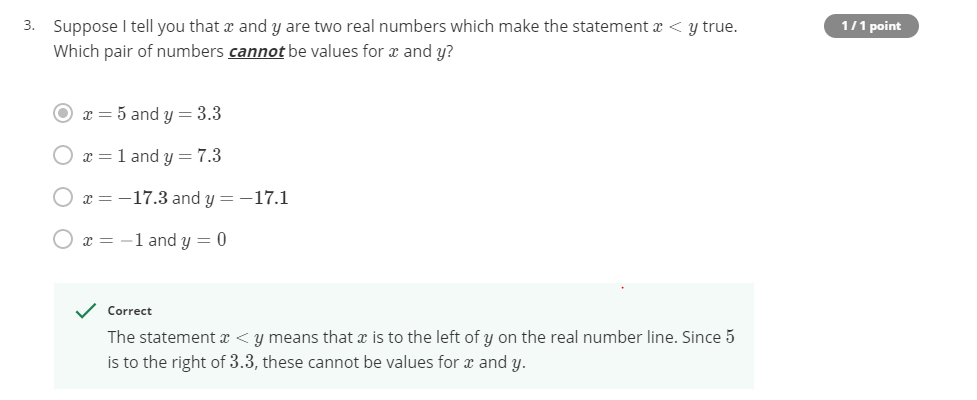 3. Suppose I tell you that x and y are two real numbers which make the statement x < y true.
1 / 1 point
Which pair of numbers cannot be values for x and y?
x = 5 and y = 3.3
x = 1 and y = 7.3
x = −17.3 and y = −17.1
x = −1 and y = 0
Correct
The statement x < y means that x is to the left of y on the real number line. Since 5
is to the right of 3.3, these cannot be values for x and y.